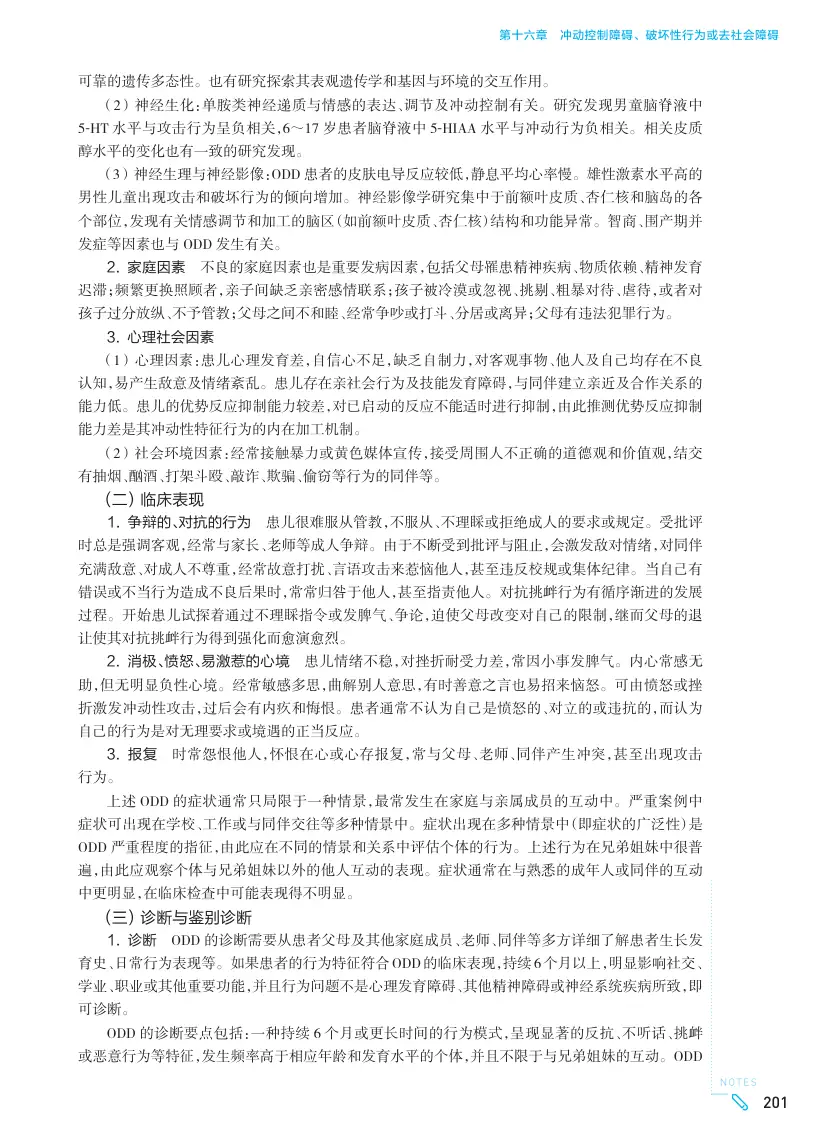 第十六章　冲动控制障碍、破坏性行为或去社会障碍
可靠的遗传多态性。也有研究探索其表观遗传学和基因与环境的交互作用。
（2）神经生化：单胺类神经递质与情感的表达、调节及冲动控制有关。研究发现男童脑脊液中
5-HT 水平与攻击行为呈负相关，6～17 岁患者脑脊液中 5-HIAA 水平与冲动行为负相关。相关皮质
醇水平的变化也有一致的研究发现。
（3）神经生理与神经影像：ODD 患者的皮肤电导反应较低，静息平均心率慢。雄性激素水平高的
男性儿童出现攻击和破坏行为的倾向增加。神经影像学研究集中于前额叶皮质、杏仁核和脑岛的各
个部位，发现有关情感调节和加工的脑区（如前额叶皮质、杏仁核）结构和功能异常。智商、围产期并
发症等因素也与 ODD 发生有关。
2. 家庭因素　不良的家庭因素也是重要发病因素，包括父母罹患精神疾病、物质依赖、精神发育
迟滞；频繁更换照顾者，亲子间缺乏亲密感情联系；孩子被冷漠或忽视、挑剔、粗暴对待、虐待，或者对
孩子过分放纵、不予管教；父母之间不和睦、经常争吵或打斗、分居或离异；父母有违法犯罪行为。
3. 心理社会因素
（1）心理因素：患儿心理发育差，自信心不足，缺乏自制力，对客观事物、他人及自己均存在不良
认知，易产生敌意及情绪紊乱。患儿存在亲社会行为及技能发育障碍，与同伴建立亲近及合作关系的
能力低。患儿的优势反应抑制能力较差，对已启动的反应不能适时进行抑制，由此推测优势反应抑制
能力差是其冲动性特征行为的内在加工机制。
（2）社会环境因素：经常接触暴力或黄色媒体宣传，接受周围人不正确的道德观和价值观，结交
有抽烟、酗酒、打架斗殴、敲诈、欺骗、偷窃等行为的同伴等。
（二）临床表现
1. 争辩的、对抗的行为　患儿很难服从管教，不服从、不理睬或拒绝成人的要求或规定。受批评
时总是强调客观，经常与家长、老师等成人争辩。由于不断受到批评与阻止，会激发敌对情绪，对同伴
充满敌意、对成人不尊重，经常故意打扰、言语攻击来惹恼他人，甚至违反校规或集体纪律。当自己有
错误或不当行为造成不良后果时，常常归咎于他人，甚至指责他人。对抗挑衅行为有循序渐进的发展
过程。开始患儿试探着通过不理睬指令或发脾气、争论，迫使父母改变对自己的限制，继而父母的退
让使其对抗挑衅行为得到强化而愈演愈烈。
2. 消极、愤怒、易激惹的心境　患儿情绪不稳，对挫折耐受力差，常因小事发脾气。内心常感无
助，但无明显负性心境。经常敏感多思，曲解别人意思，有时善意之言也易招来恼怒。可由愤怒或挫
折激发冲动性攻击，过后会有内疚和悔恨。患者通常不认为自己是愤怒的、对立的或违抗的，而认为
自己的行为是对无理要求或境遇的正当反应。
3. 报复　时常怨恨他人，怀恨在心或心存报复，常与父母、老师、同伴产生冲突，甚至出现攻击
行为。
上述 ODD 的症状通常只局限于一种情景，最常发生在家庭与亲属成员的互动中。严重案例中
症状可出现在学校、工作或与同伴交往等多种情景中。症状出现在多种情景中（即症状的广泛性）是
ODD 严重程度的指征，由此应在不同的情景和关系中评估个体的行为。上述行为在兄弟姐妹中很普
遍，由此应观察个体与兄弟姐妹以外的他人互动的表现。症状通常在与熟悉的成年人或同伴的互动
中更明显，在临床检查中可能表现得不明显。
（三）诊断与鉴别诊断
1. 诊断　ODD 的诊断需要从患者父母及其他家庭成员、老师、同伴等多方详细了解患者生长发
育史、日常行为表现等。如果患者的行为特征符合 ODD 的临床表现，持续 6 个月以上，明显影响社交、
学业、职业或其他重要功能，并且行为问题不是心理发育障碍、其他精神障碍或神经系统疾病所致，即
可诊断。
ODD 的诊断要点包括：一种持续 6 个月或更长时间的行为模式，呈现显著的反抗、不听话、挑衅
或恶意行为等特征，发生频率高于相应年龄和发育水平的个体，并且不限于与兄弟姐妹的互动。ODD
NOTES
201